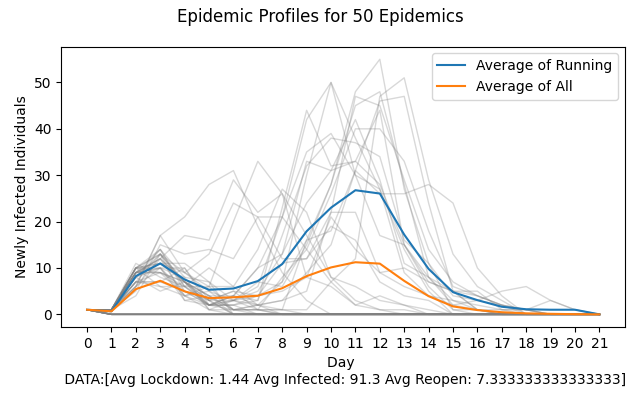 Epidemic Profiles for 50 Epidemics
Average of Running
Average of All
Newly Infected Individuals
50
40
30
20
10
0
0 1 2 3 4 5 6 7 8 9 10 11 12 13 14 15 16 17 18 19 20 21
Day
DATA:[Avg Lockdown: 1.44 Avg Infected: 91.3 Avg Reopen: 7.333333333333333]